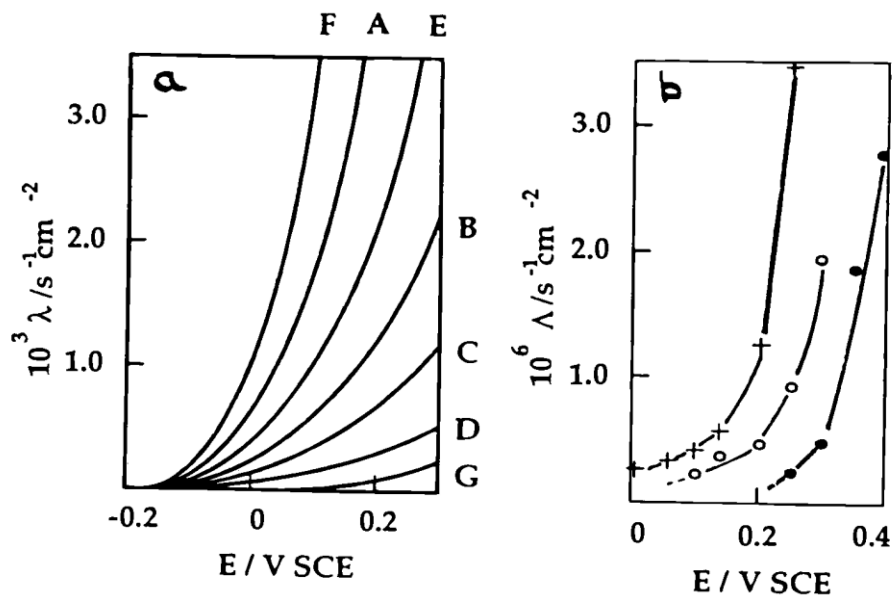 F A E
a
3.0
2.0
1.0
10³ λ /s⁻¹cm⁻²
B
C
D
G
-0.2 0 0.2
E / V SCE
b
3.0
2.0
1.0
10⁶ Λ /s⁻¹cm⁻²
0 0.2 0.4
E / V SCE